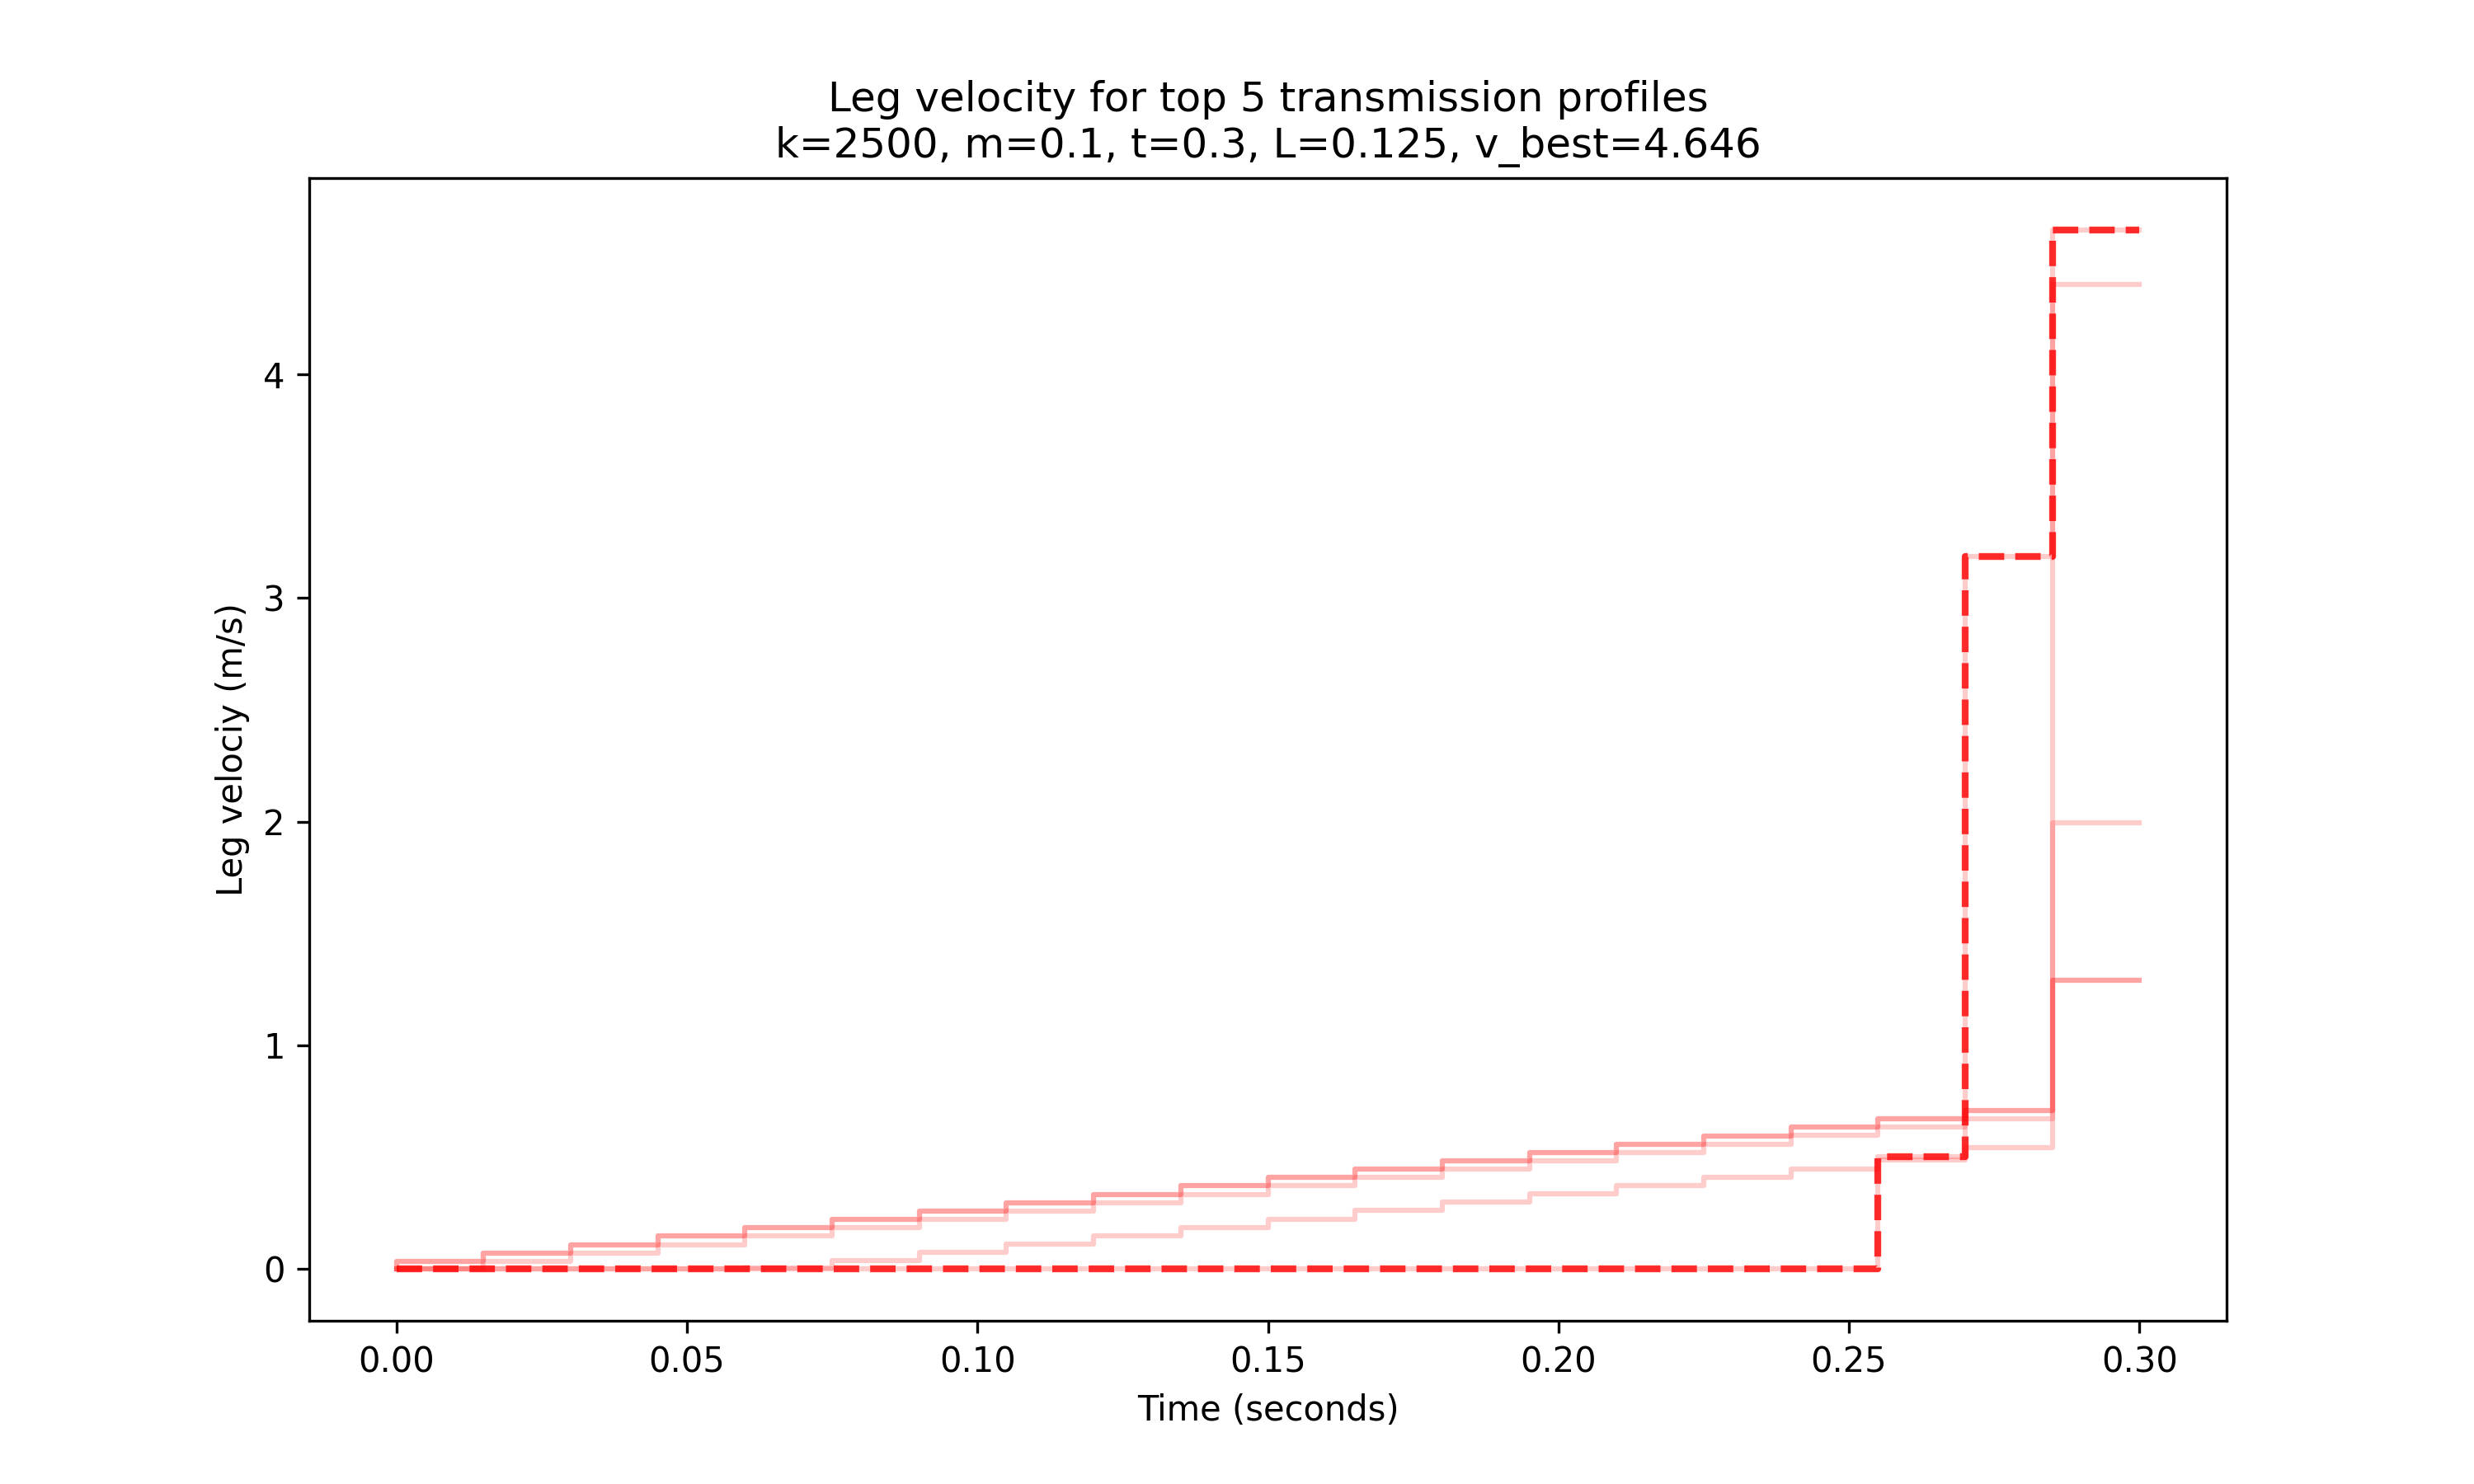 Leg velocity for top 5 transmission profiles
k=2500, m=0.1, t=0.3, L=0.125, v_best=4.646
Leg velociy (m/s)
4
3
2
1
0
0.00 0.05 0.10 0.15 0.20 0.25 0.30
Time (seconds)